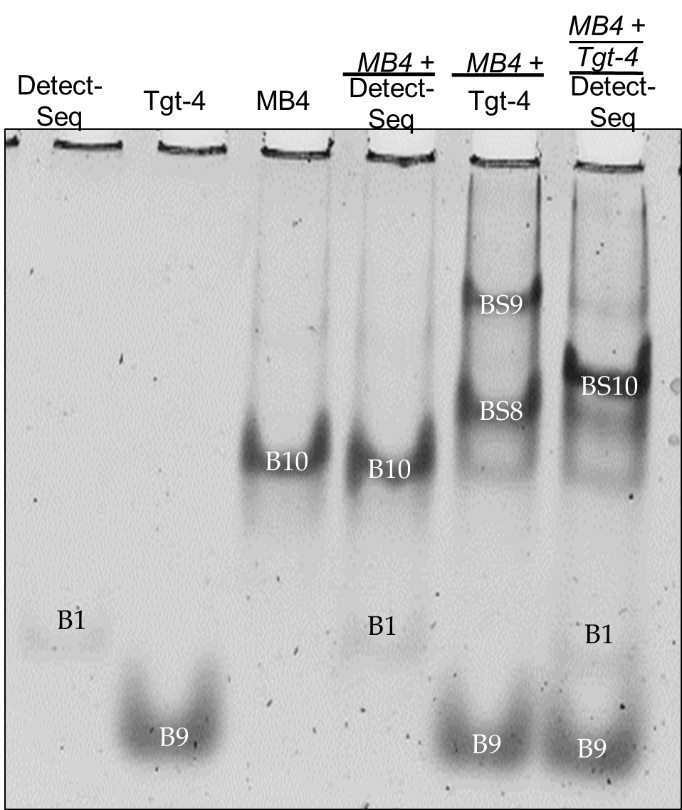 Detect-
Seq
Tgt-4
MB4
MB4 +
Detect-
Seq
MB4 +
Tgt-4
MB4 +
Tgt-4
Detect-
Seq
BS9
BS10
BS8
B10
B10
B1
B1
B1
B9
B9
B9